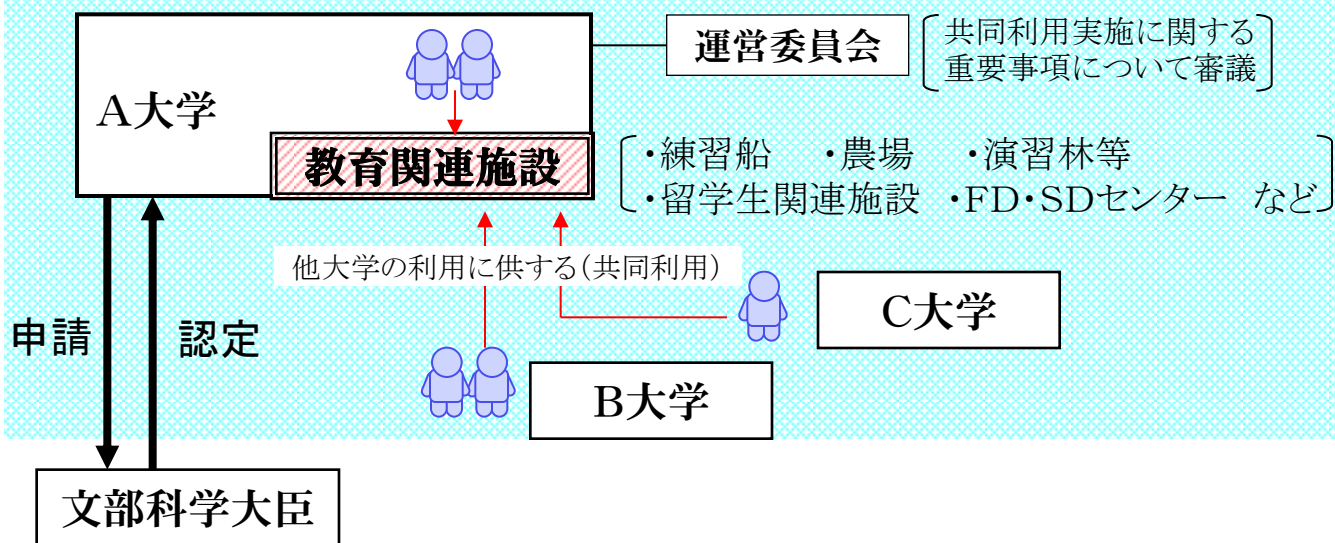 運営委員会
共同利用実施に関する
重要事項について審議
A大学
教育関連施設
・練習船 ・農場 ・演習林等
・留学生関連施設 ・FD・SDセンター など
他大学の利用に供する(共同利用)
C大学
申請
認定
B大学
文部科学大臣